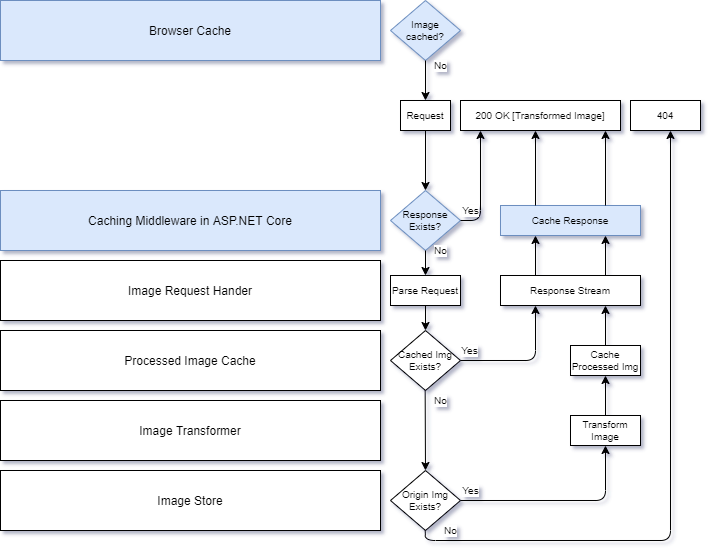 Browser Cache
Image
cached?
No
Request
200 OK [Transformed Image]
404
Caching Middleware in ASP.NET Core
Response
Exists?
Yes
Cache Response
No
Image Request Hander
Parse Request
Response Stream
Processed Image Cache
Cached Img
Exists?
Yes
Cache
Processed Img
No
Image Transformer
Transform
Image
Image Store
Origin Img
Exists?
Yes
No